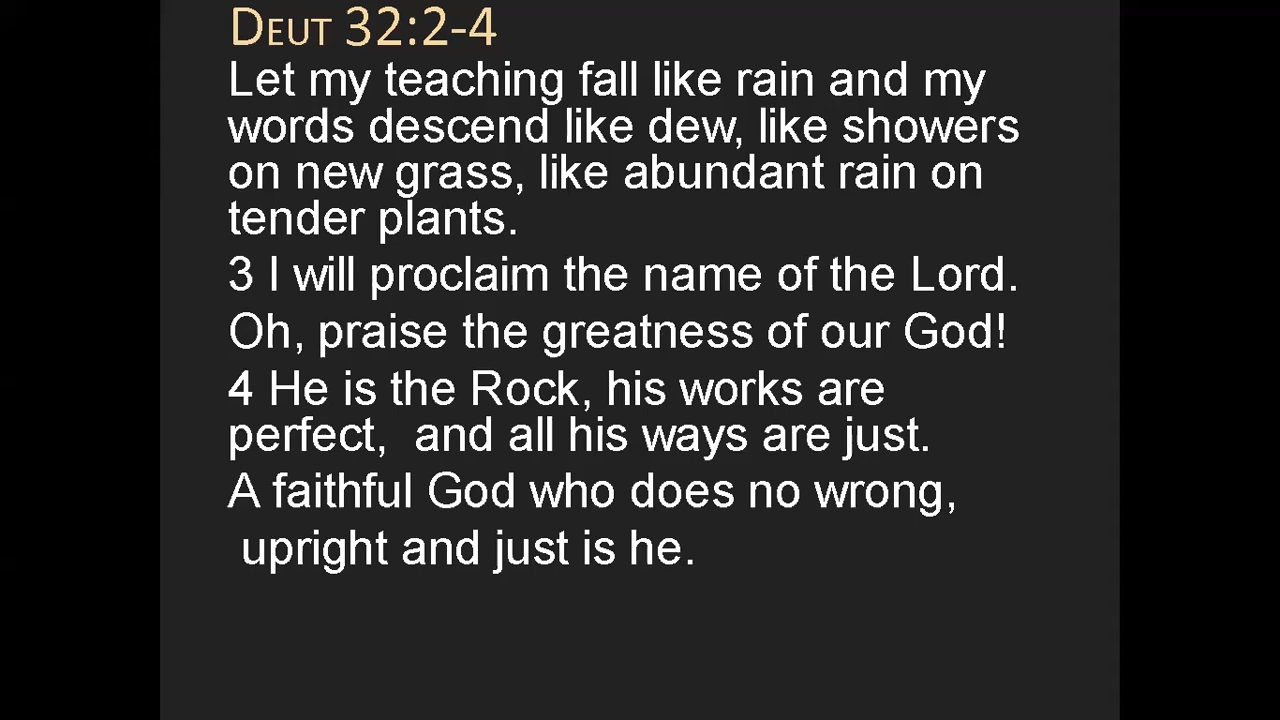 Deut 32:2-4
Let my teaching fall like rain and my
words descend like dew, like showers
on new grass, like abundant rain on
tender plants.
3 I will proclaim the name of the Lord.
Oh, praise the greatness of our God!
4 He is the Rock, his works are
perfect,  and all his ways are just.
A faithful God who does no wrong,
upright and just is he.